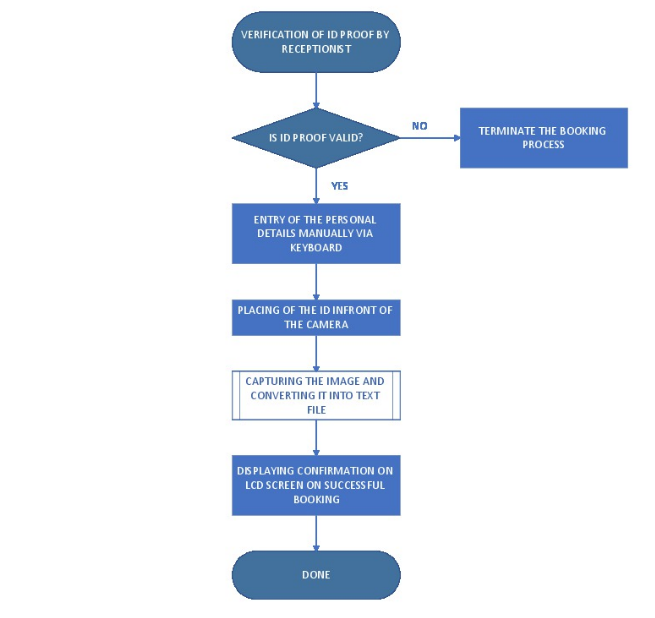 VERIFICATION OF ID PROOF BY
RECEPTIONIST
IS ID PROOF VALID?
NO
TERMINATE THE BOOKING
PROCESS
YES
ENTRY OF THE PERSONAL
DETAILS MANUALLY VIA
KEYBOARD
PLACING OF THE ID INFRONT OF
THE CAMERA
CAPTURING THE IMAGE AND
CONVERTING IT INTO TEXT
FILE
DISPLAYING CONFIRMATION ON
LCD SCREEN ON SUCCESSFUL
BOOKING
DONE